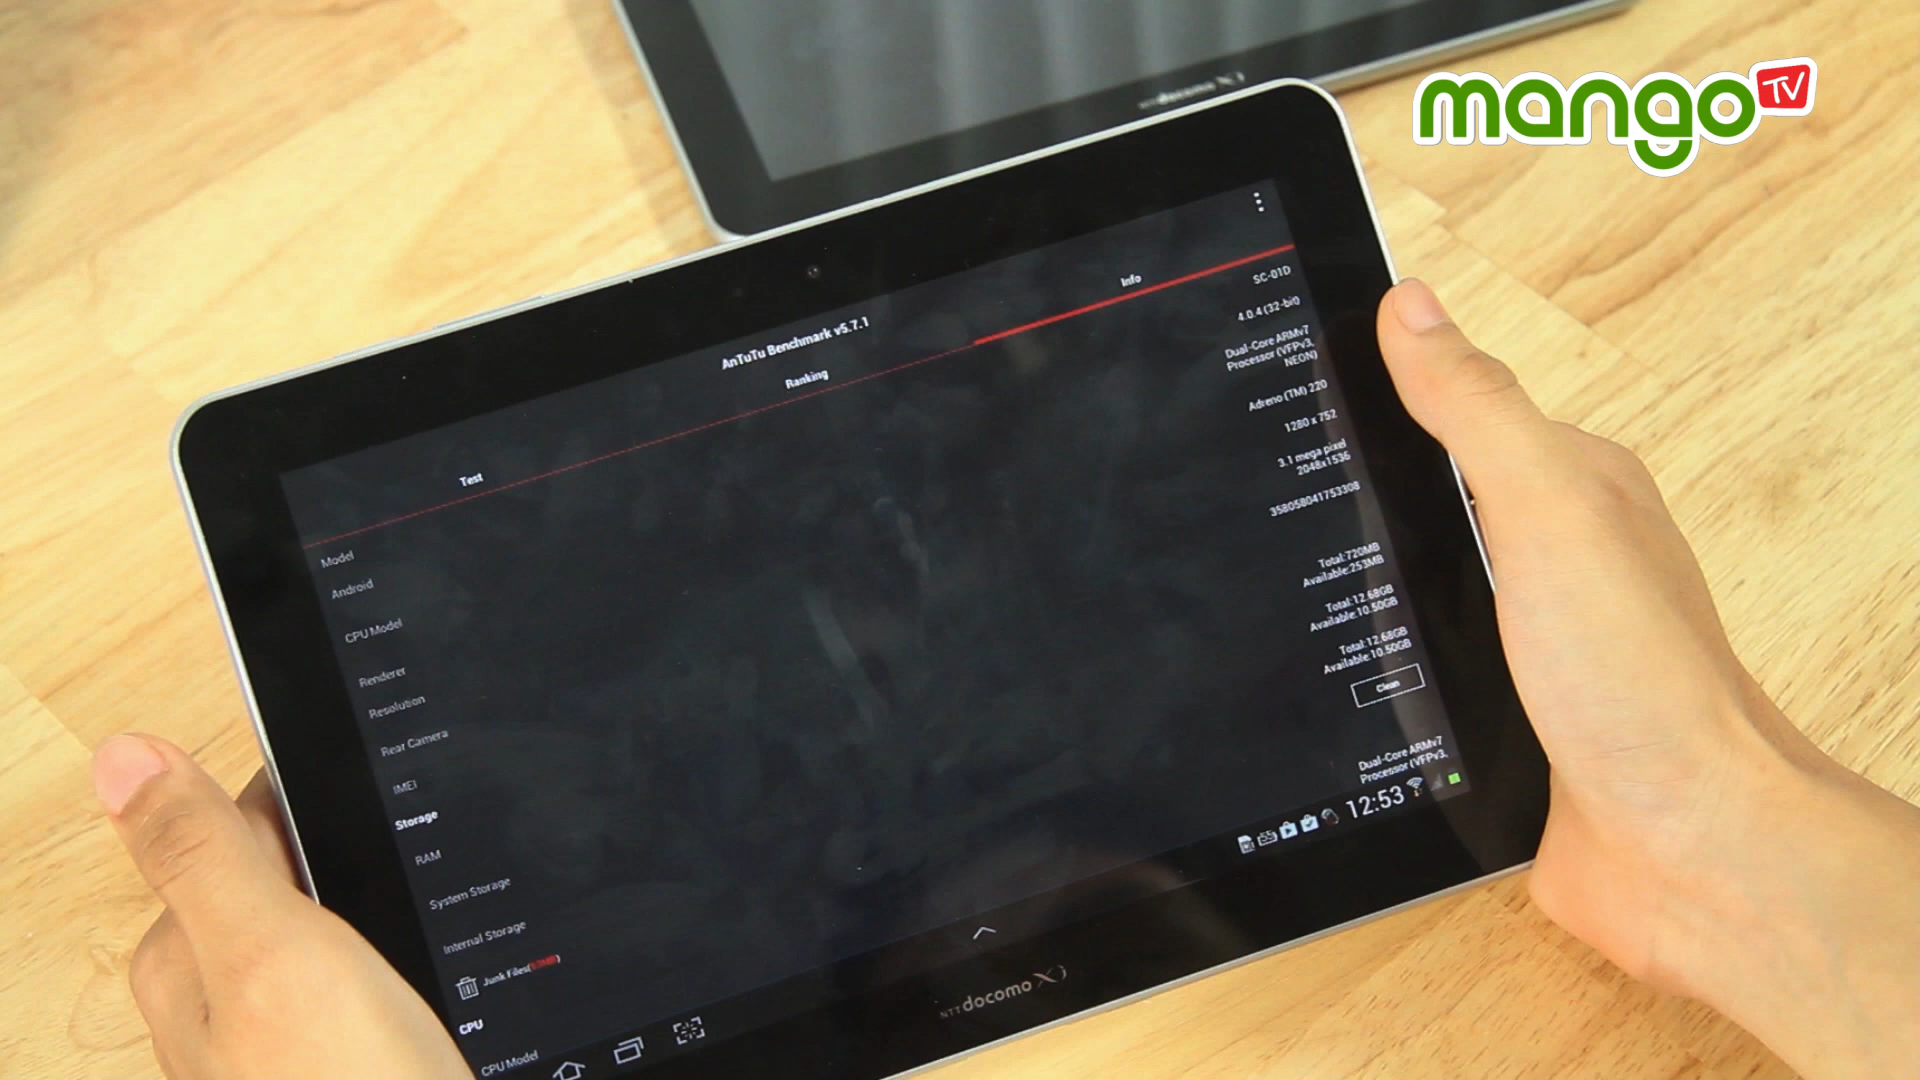 mango TV
docomo Xi
AnTuTu Benchmark v5.7.1
Test
Ranking
Info
Model
SC-01D
Android
4.0.4 (32-bit)
CPU Model
Dual-Core ARMv7
Processor (VFPv3,
NEON)
Renderer
Adreno (TM) 220
Resolution
1280 x 752
Rear Camera
3.1 mega pixel
2048x1536
IMEI
358058041753308
Storage
RAM
Total:720MB
Available:253MB
System Storage
Total:12.68GB
Available:10.50GB
Internal Storage
Total:12.68GB
Available:10.50GB
Junk Files(
Clean
CPU
CPU Model
Dual-Core ARMv7
Processor (VFPv3,
12:53
NTT docomo Xi